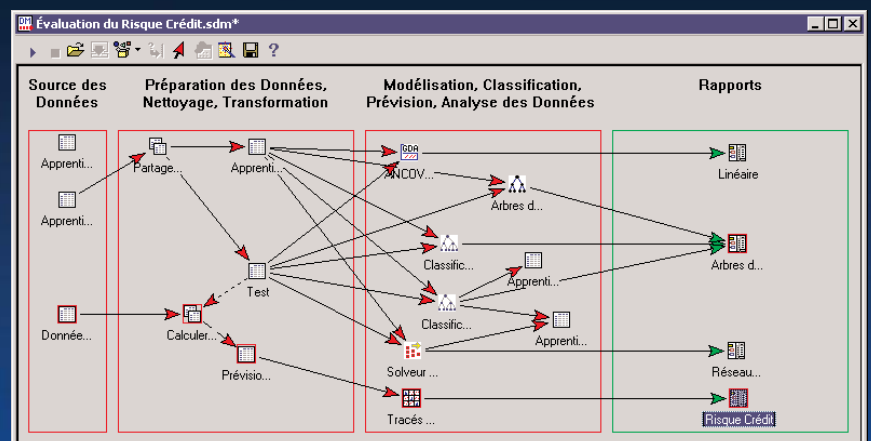 Évaluation du Risque Crédit.sdm*
Source des
Données
Préparation des Données,
Nettoyage, Transformation
Modélisation, Classification,
Prévision, Analyse des Données
Rapports
Apprenti...
Partage...
Apprenti...
ANCOV...
Linéaire
Apprenti...
Arbres d...
Classific...
Arbres d...
Test
Apprenti...
Donnée...
Calculer...
Classific...
Apprenti...
Prévisio...
Solveur ...
Réseau...
Tracés ...
Risque Crédit